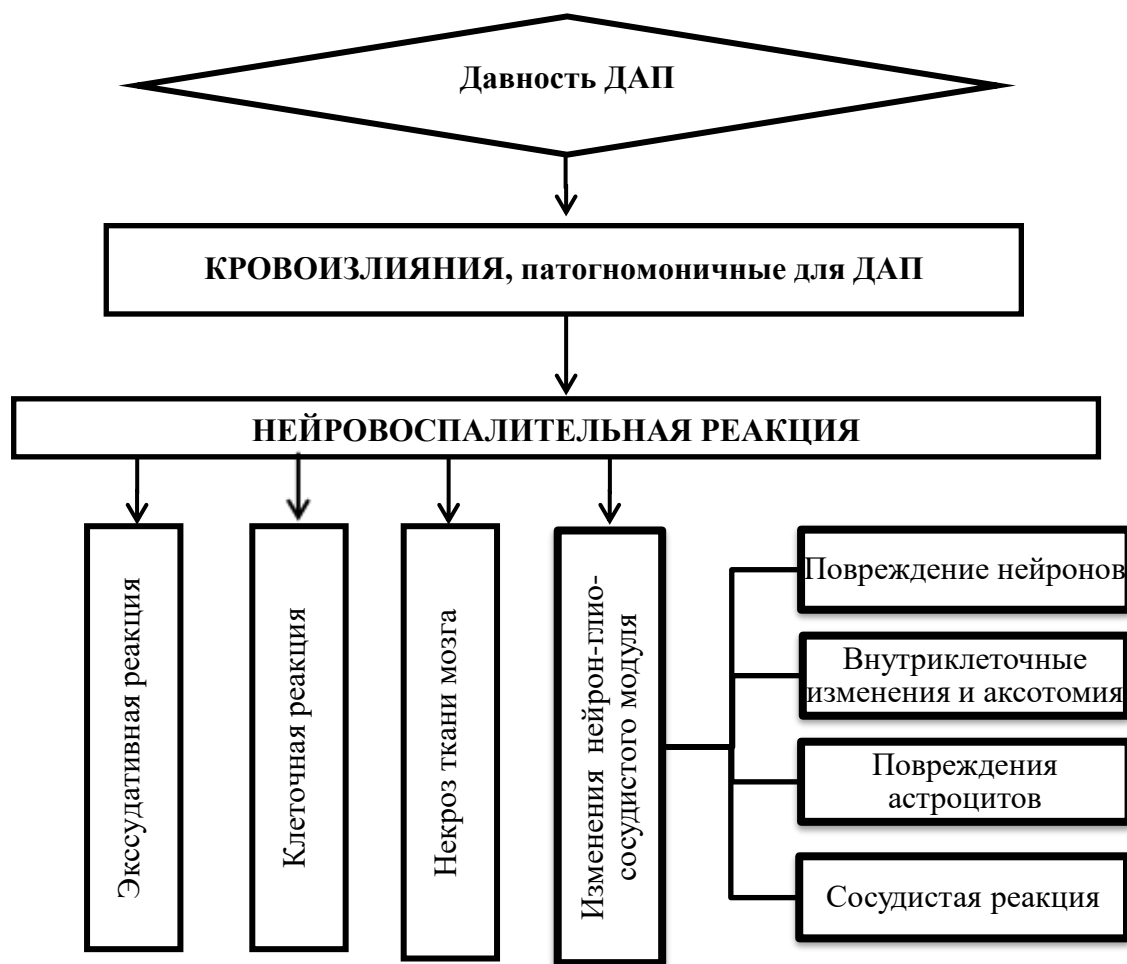 Давность ДАП
КРОВОИЗЛИЯНИЯ, патогномоничные для ДАП
НЕЙРОВОСПАЛИТЕЛЬНАЯ РЕАКЦИЯ
Экссудативная реакция
Клеточная реакция
Некроз ткани мозга
Изменения нейрон-глио-
сосудистого модуля
Повреждение нейронов
Внутриклеточные
изменения и аксотомия
Повреждения
астроцитов
Сосудистая реакция